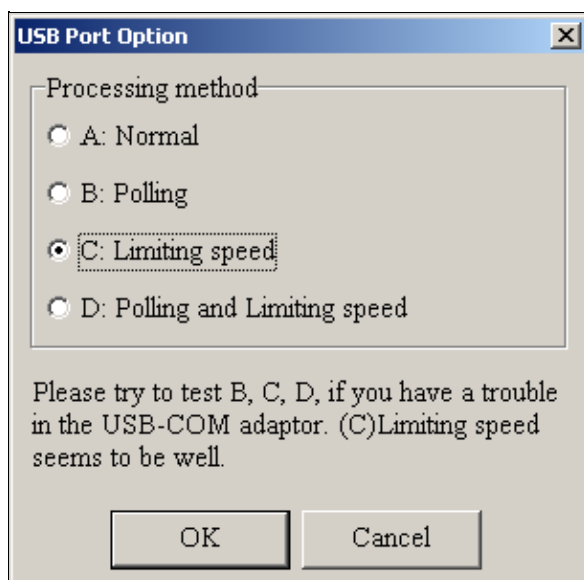 USB Port Option
Processing method
A: Normal
B: Polling
C: Limiting speed
D: Polling and Limiting speed
Please try to test B, C, D, if you have a trouble
in the USB-COM adaptor. (C)Limiting speed
seems to be well.
OK
Cancel